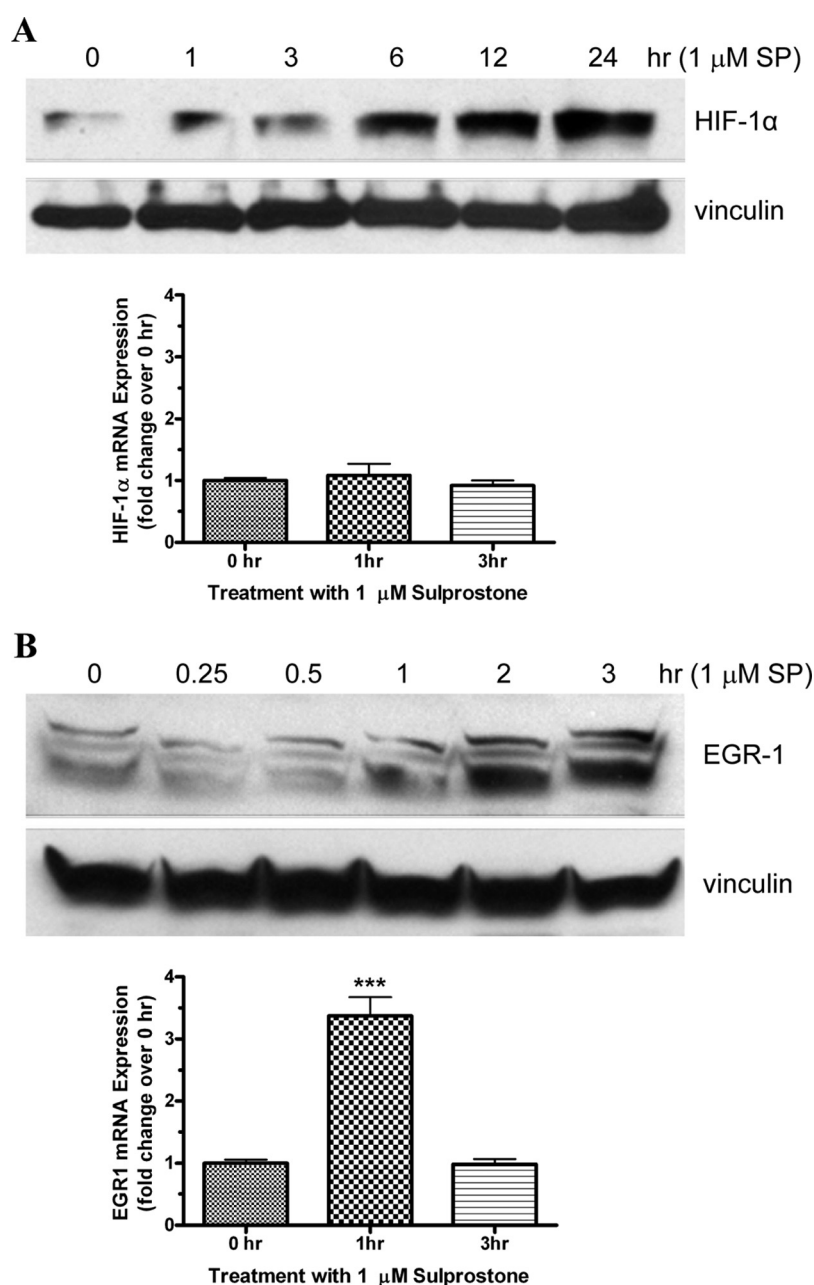 A
0 1 3 6 12 24 hr (1 μM SP)
HIF-1α
vinculin
HIF-1α mRNA Expression
(fold change over 0 hr)
4
3
2
1
0
0 hr 1hr 3hr
Treatment with 1 μM Sulprostone
B
0 0.25 0.5 1 2 3 hr (1 μM SP)
EGR-1
vinculin
EGR1 mRNA Expression
(fold change over 0 hr)
4
3
2
1
0
***
0 hr 1hr 3hr
Treatment with 1 μM Sulprostone